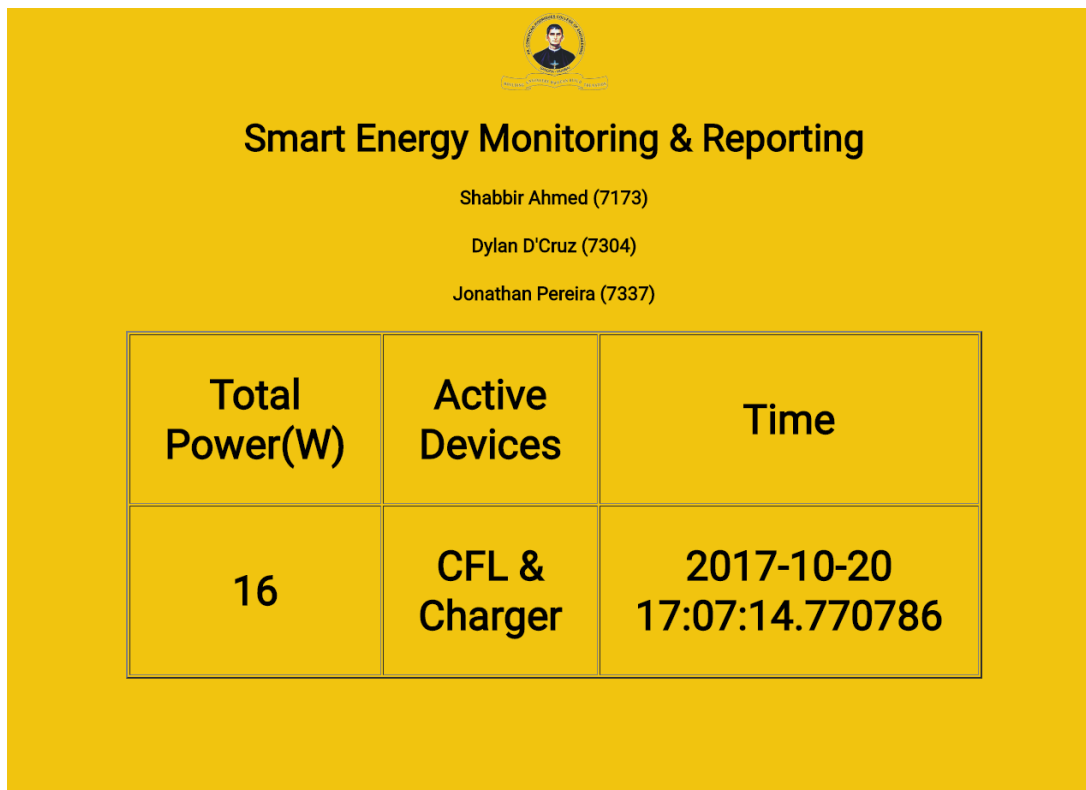 Smart Energy Monitoring & Reporting
Shabbir Ahmed (7173)
Dylan D'Cruz (7304)
Jonathan Pereira (7337)
Total
Power(W)
Active
Devices
Time
16
CFL &
Charger
2017-10-20
17:07:14.770786